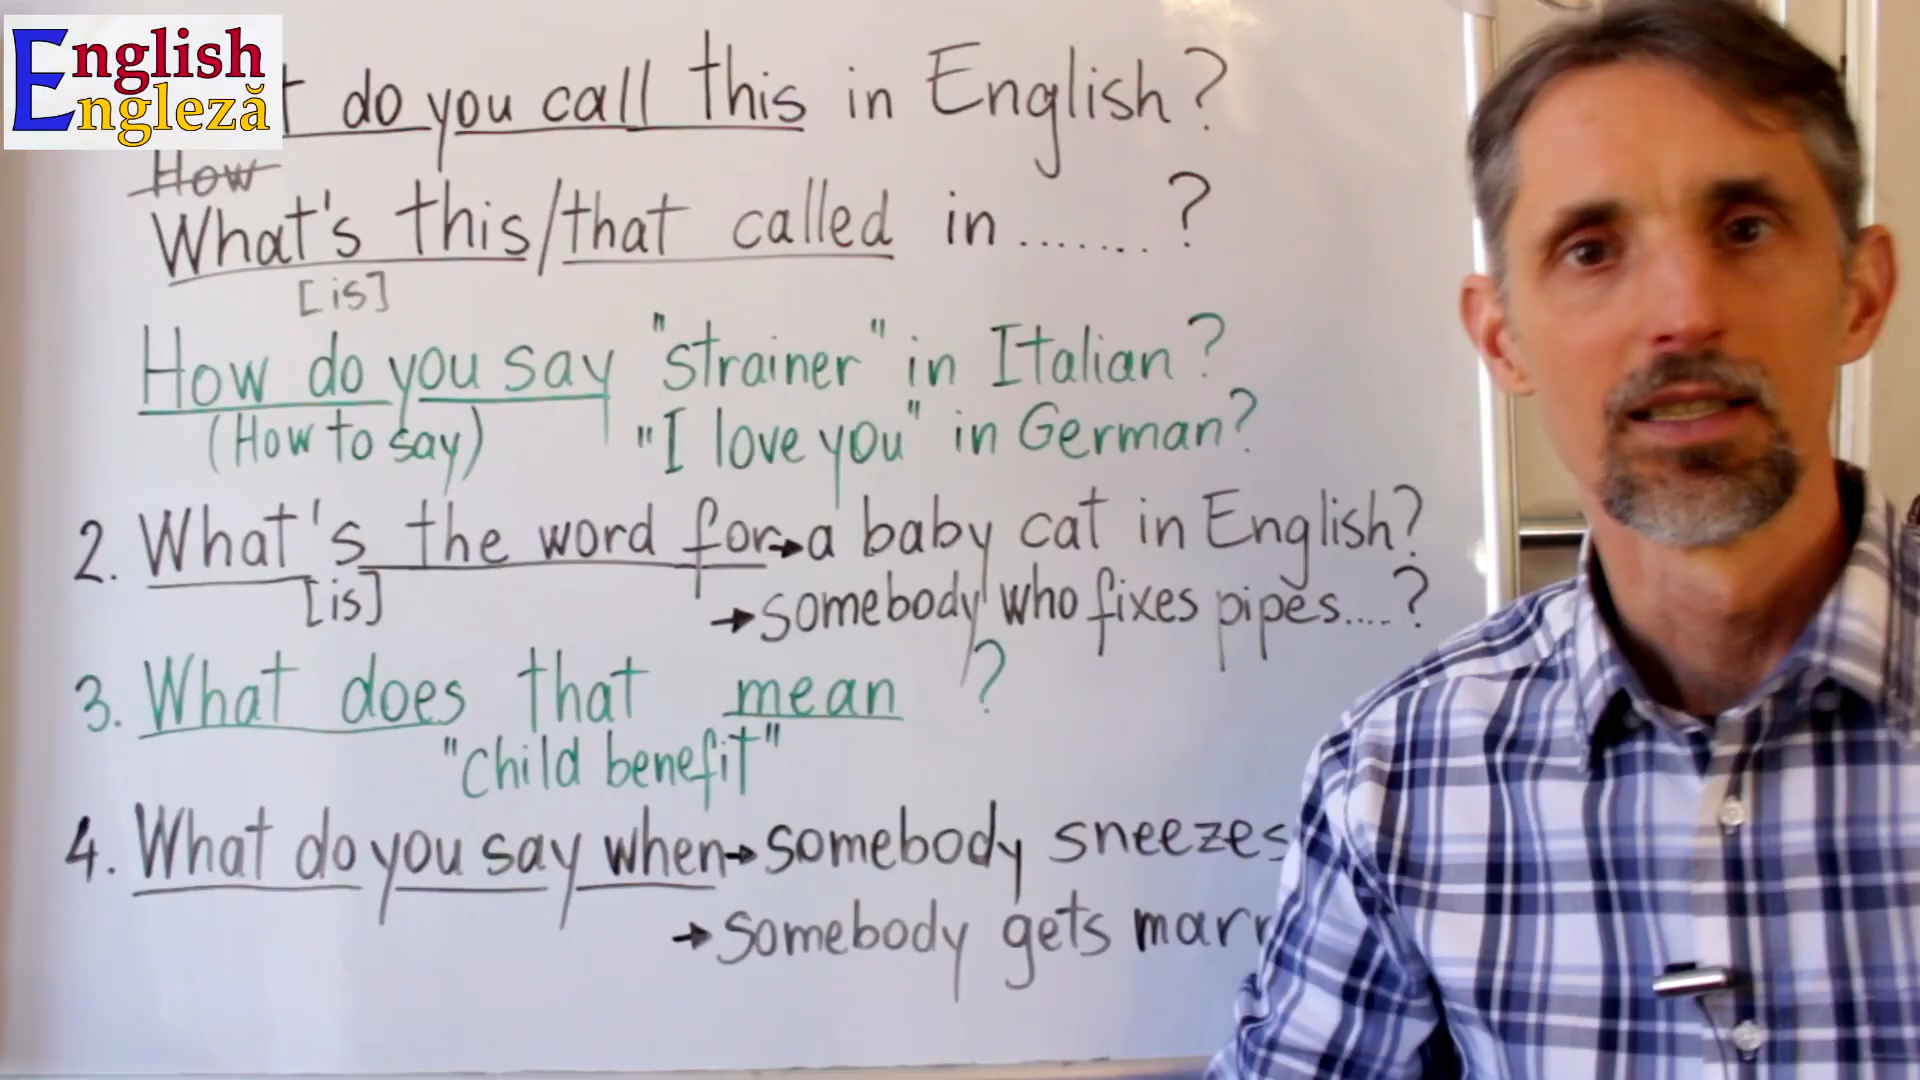 English
Engleză
do you call this in English?
How
What's this/that called in .......?
[is]
How do you say "strainer" in Italian?
(How to say) "I love you" in German?
2. What's the word for→a baby cat in English?
[is] →somebody who fixes pipes....?
3. What does that mean ?
"child benefit"
4. What do you say when→somebody sneezes
→somebody gets marr